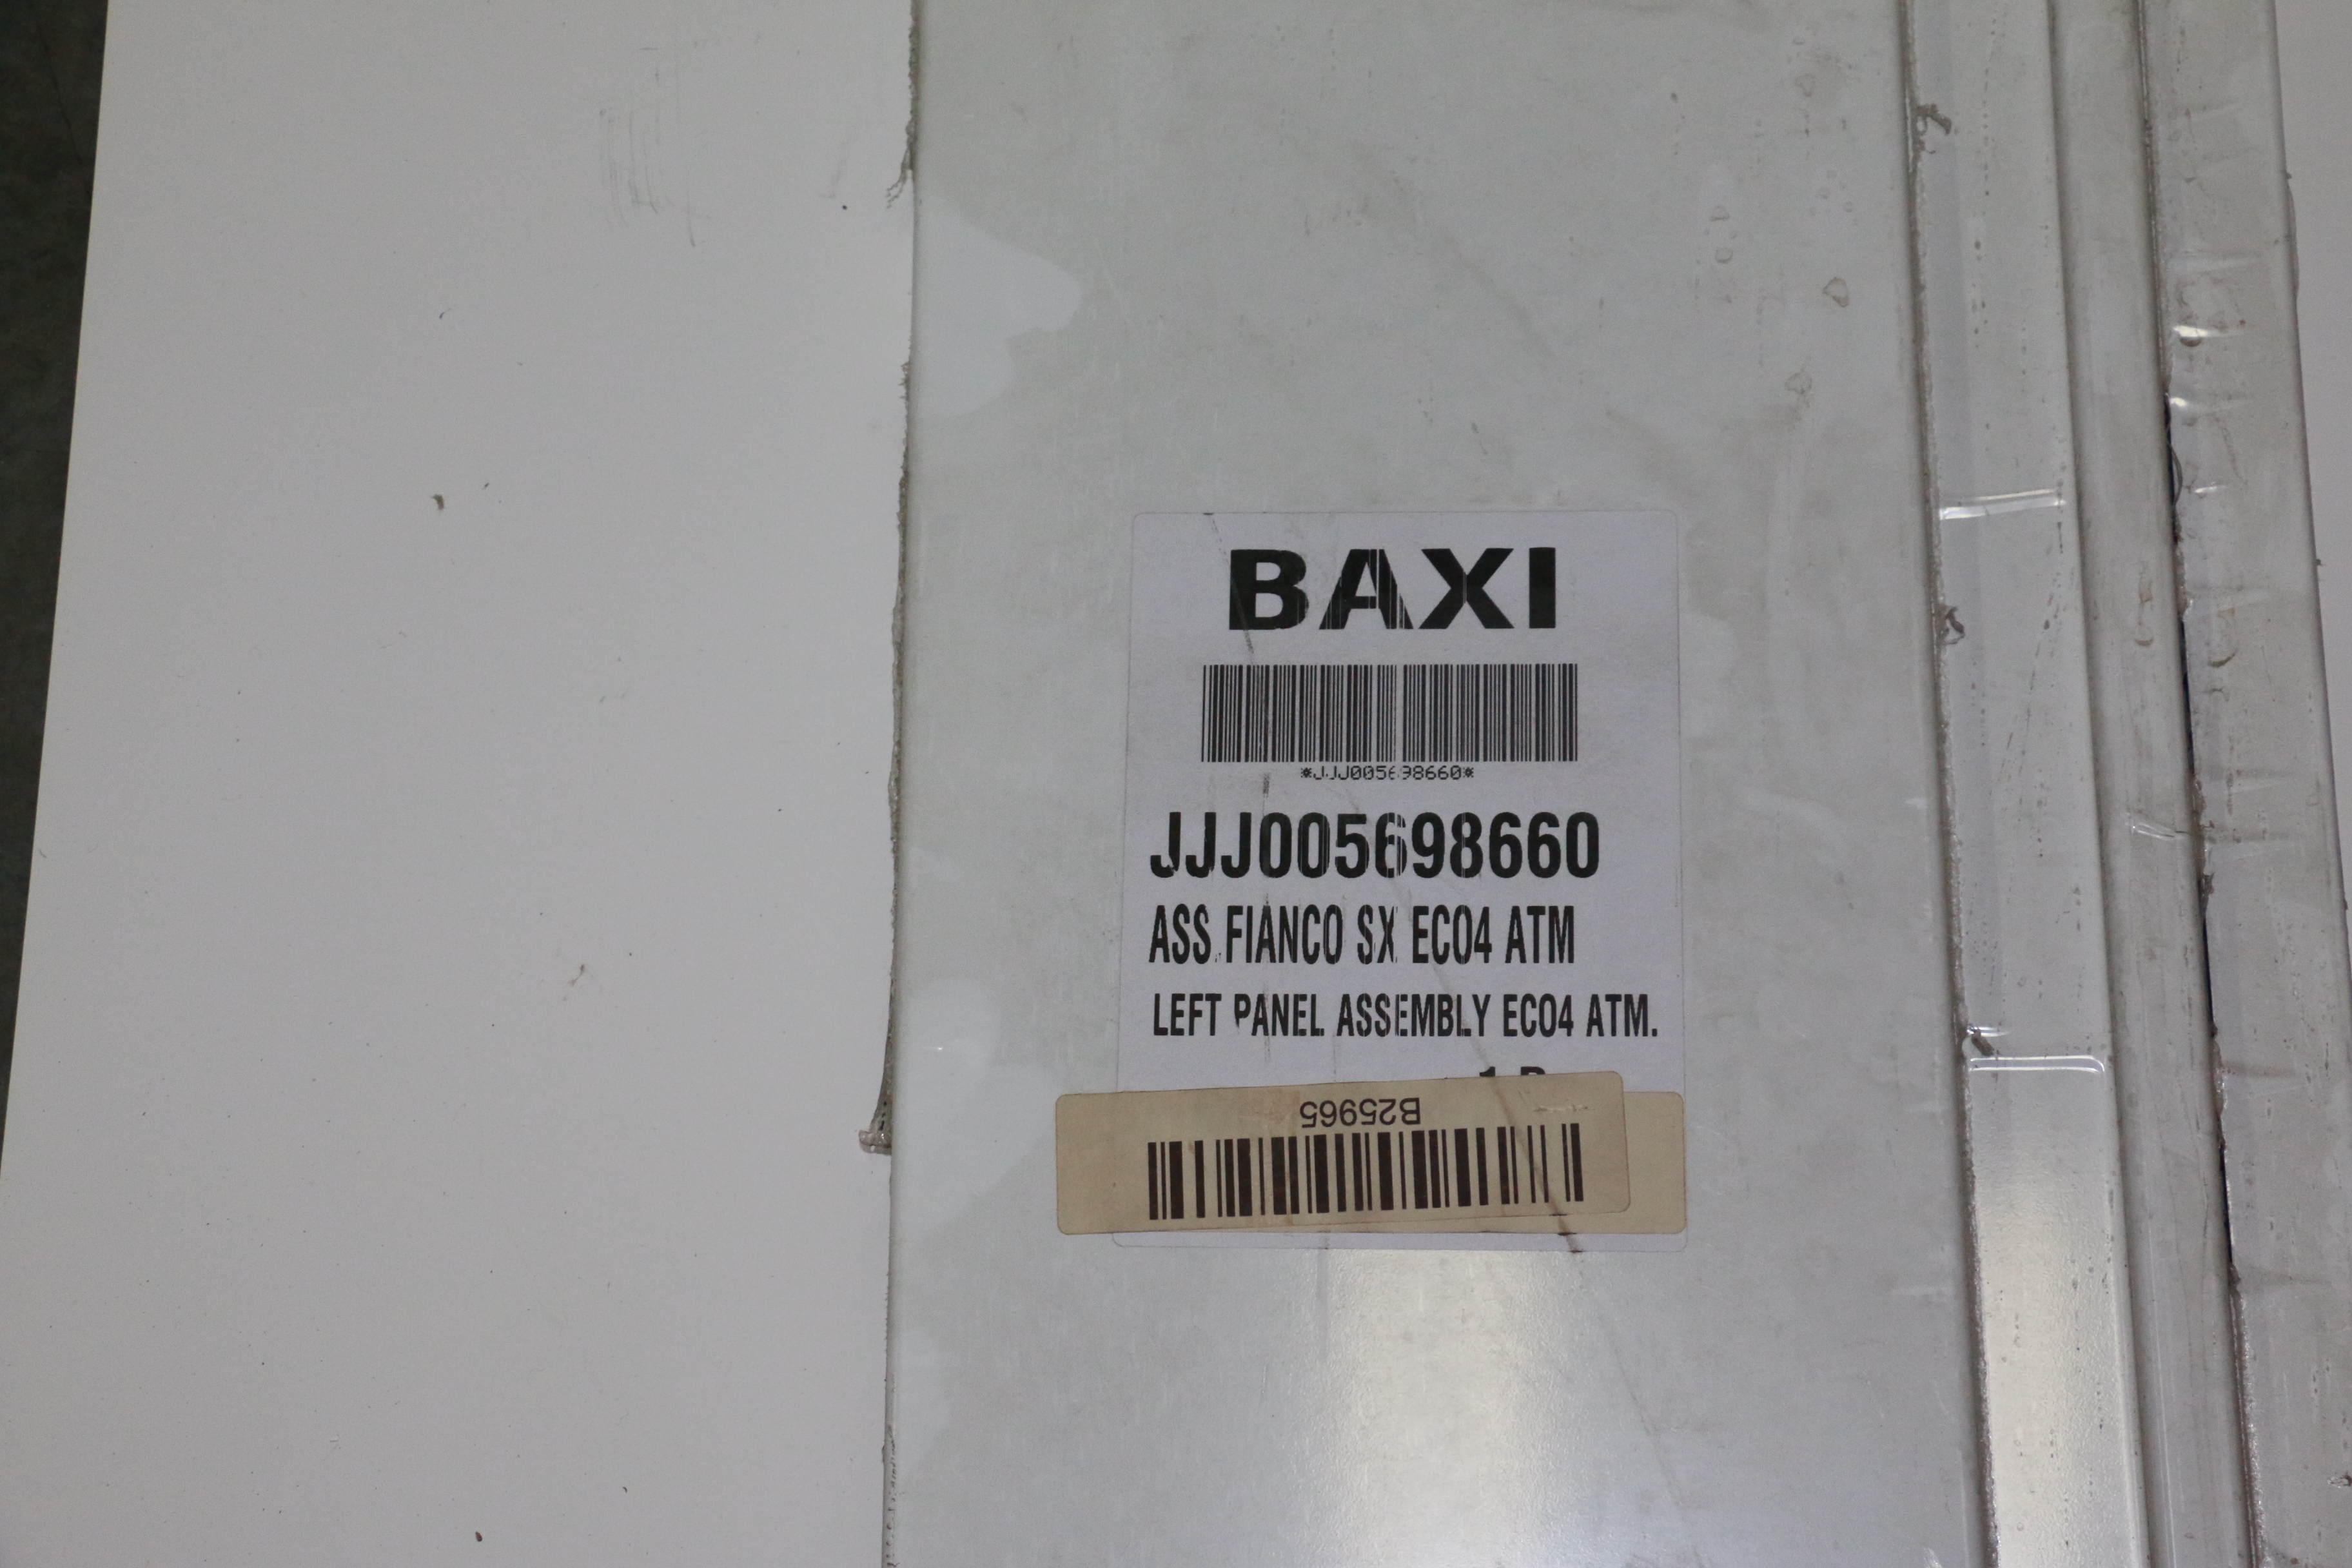 BAXI
*JJJ005698660*
JJJ005698660
ASS.FIANCO SX ECO4 ATM
LEFT PANEL ASSEMBLY ECO4 ATM.
B25965